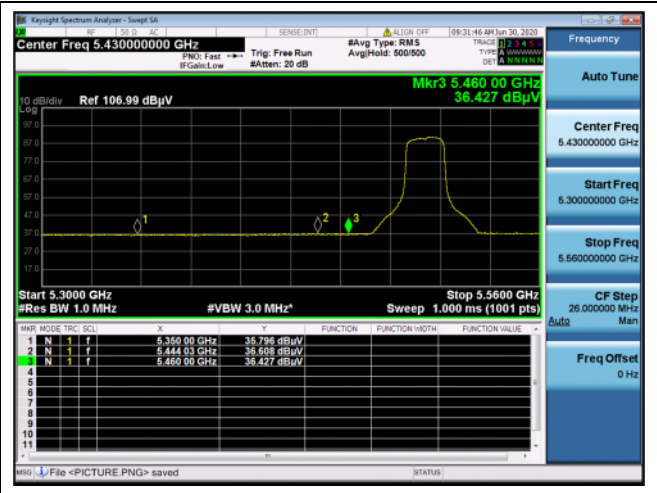 Keysight Spectrum Analyzer - Swept SA
RF 50 Ω AC SENSE:INT ALIGN OFF 09:31:46 AM Jun 30, 2020
Center Freq 5.430000000 GHz
PNO: Fast
IFGain:Low
Trig: Free Run
#Atten: 20 dB
#Avg Type: RMS
Avg|Hold: 500/500
TRACE 1 2 3 4 5 6
TYPE A WWWWW
DET A N N N N N
Mkr3 5.460 00 GHz
36.427 dBµV
10 dB/div Ref 106.99 dBµV
Log
97.0
87.0
77.0
67.0
57.0
47.0
37.0
27.0
17.0
1
2
3
Start 5.3000 GHz
Stop 5.5600 GHz
#Res BW 1.0 MHz
#VBW 3.0 MHz*
Sweep 1.000 ms (1001 pts)
MKR MODE TRC SCL X Y FUNCTION FUNCTION WIDTH FUNCTION VALUE
1 N 1 f 5.350 00 GHz 35.796 dBµV
2 N 1 f 5.444 03 GHz 36.608 dBµV
3 N 1 f 5.460 00 GHz 36.427 dBµV
4
5
6
7
8
9
10
11
MSG File <PICTURE.PNG> saved
STATUS
Frequency
Auto Tune
Center Freq
5.430000000 GHz
Start Freq
5.300000000 GHz
Stop Freq
5.560000000 GHz
CF Step
26.000000 MHz
Auto Man
Freq Offset
0 Hz